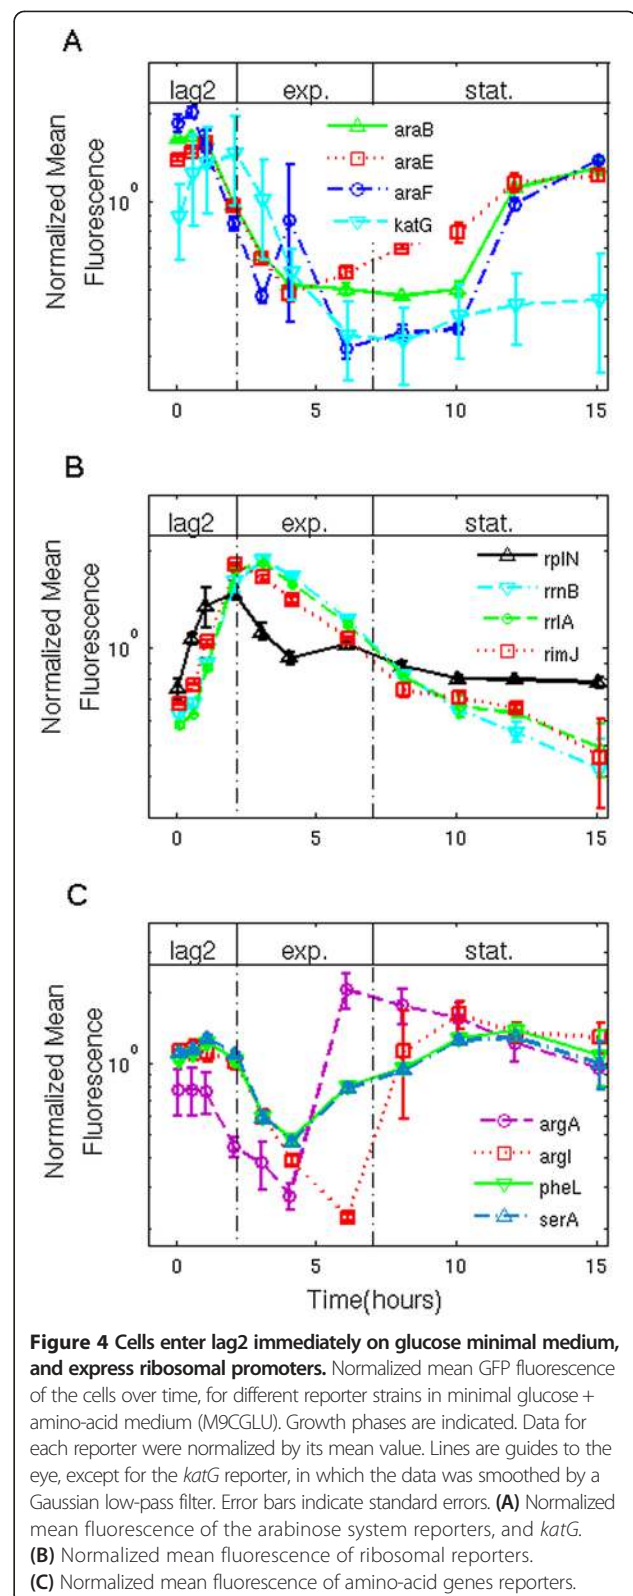 A
lag2 exp. stat.
araB
araE
araF
katG
Normalized Mean
Fluorescence
10⁰
0 5 10 15
B
lag2 exp. stat.
rplN
rrnB
rrlA
rimJ
Normalized Mean
Fluorescence
10⁰
0 5 10 15
C
lag2 exp. stat.
Normalized Mean
Fluorescence
10⁰
argA
argI
pheL
serA
0 5 10 15
Time(hours)
Figure 4 Cells enter lag2 immediately on glucose minimal medium,
and express ribosomal promoters. Normalized mean GFP fluorescence
of the cells over time, for different reporter strains in minimal glucose +
amino-acid medium (M9CGLU). Growth phases are indicated. Data for
each reporter were normalized by its mean value. Lines are guides to the
eye, except for the katG reporter, in which the data was smoothed by a
Gaussian low-pass filter. Error bars indicate standard errors. (A) Normalized
mean fluorescence of the arabinose system reporters, and katG.
(B) Normalized mean fluorescence of ribosomal reporters.
(C) Normalized mean fluorescence of amino-acid genes reporters.